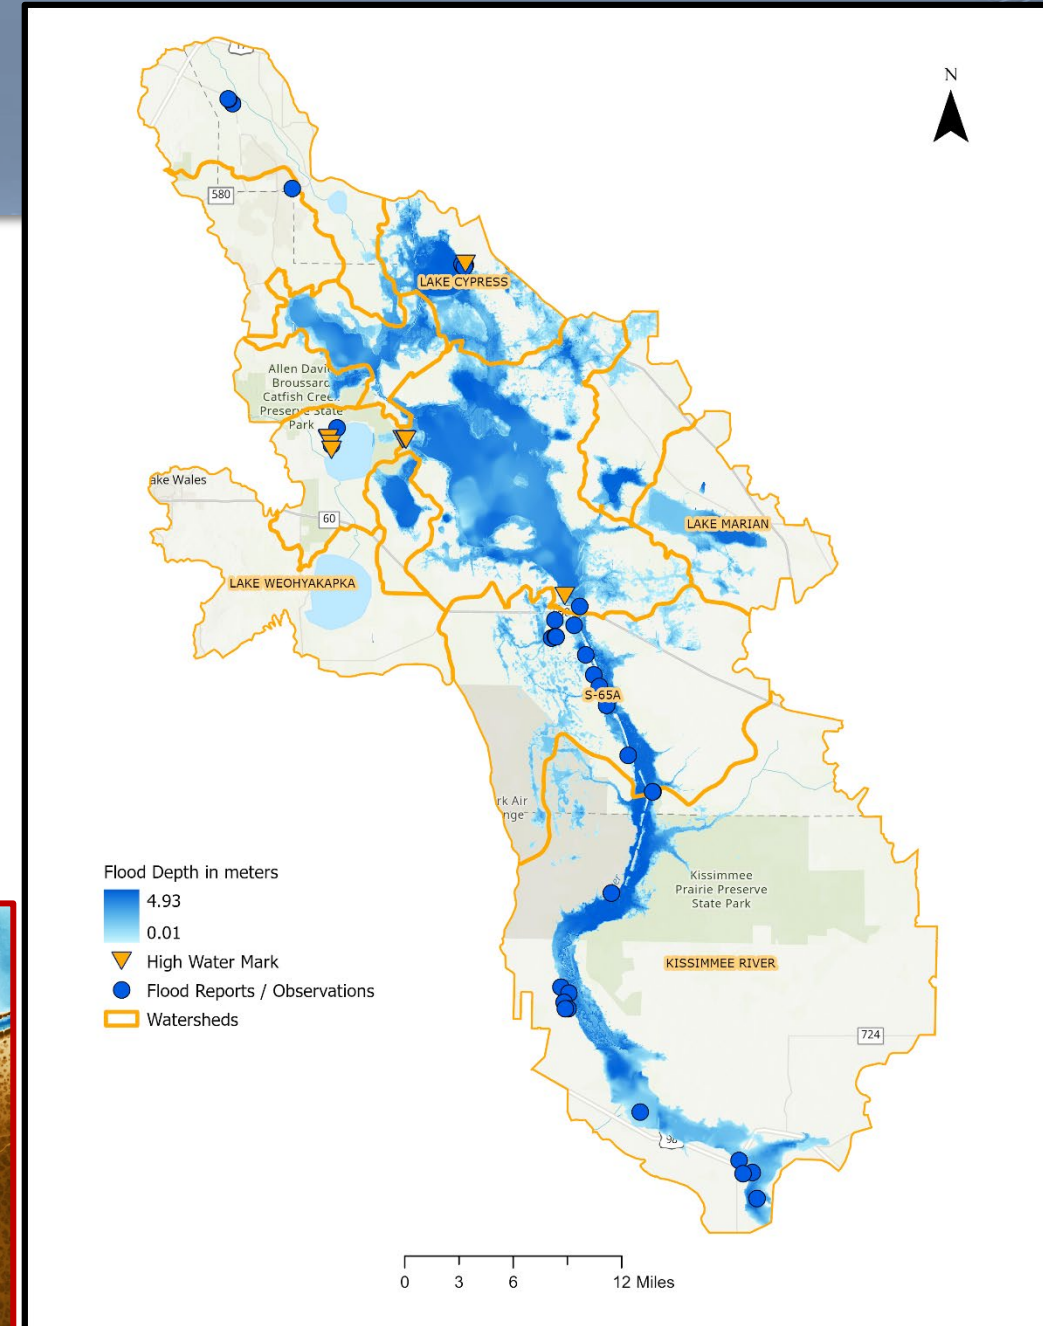 N
580
LAKE CYPRESS
Allen Davi
Broussard
Catfish Cree
Preserve State
Park
ake Wales
60
LAKE MARIAN
LAKE WEOHYAKAPKA
S-65A
rk Air
nge
Kissimmee
Prairie Preserve
State Park
KISSIMMEE RIVER
724
98
Flood Depth in meters
4.93
0.01
High Water Mark
Flood Reports / Observations
Watersheds
0 3 6 12 Miles